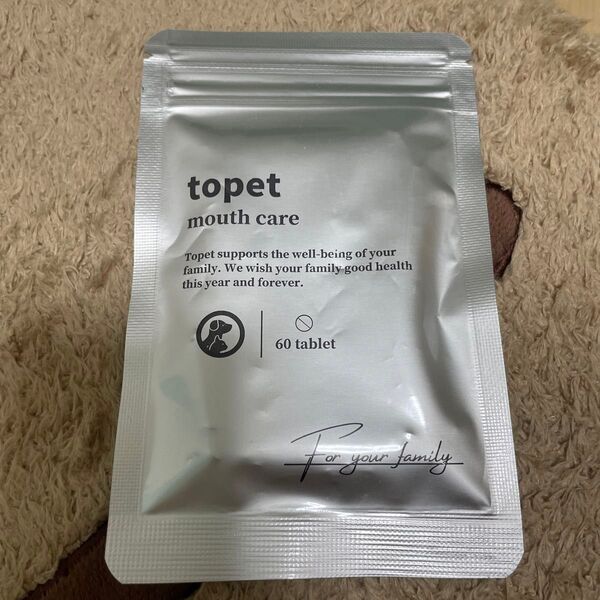 topet
mouth care
Topet supports the well-being of your
family. We wish your family good health
this year and forever.
60 tablet
For your family